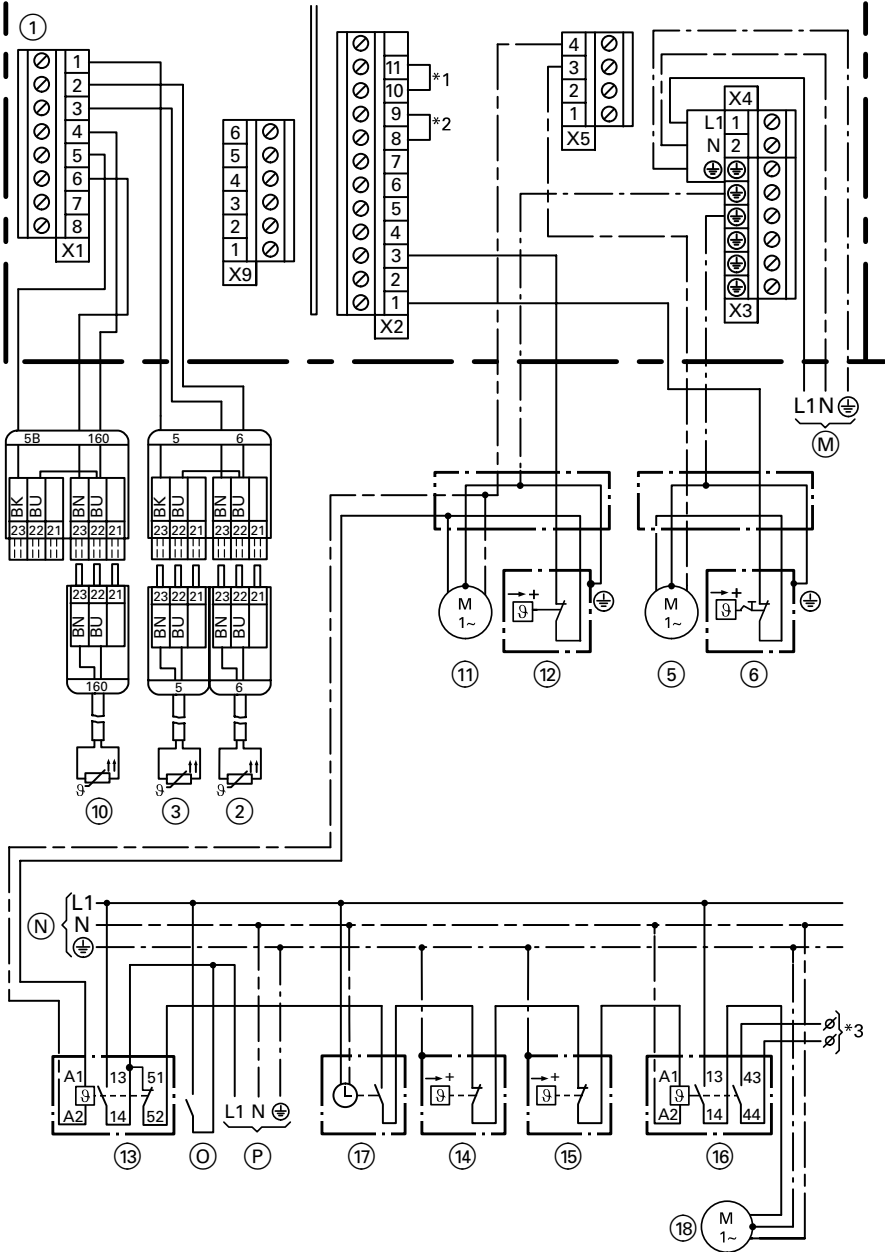 ①
1
2
3
4
5
6
7
8
X1
6
5
4
3
2
1
X9
11
10
9
8
7
6
5
4
3
2
1
X2
*1
*2
4
3
2
1
X5
X4
L1 1
N 2
X3
L1 N
Ⓜ
5B 160
BK BU BN BU
23 22 21 23 22 21
23 22 21
BN BU
160
⑩
5 6
BK BU BN BU
23 22 21 23 22 21
23 22 21 23 22 21
BN BU BN BU
5 6
③ ②
ϑ ϑ ϑ
M
1~
⑪
+
ϑ
⑫
M
1~
⑤
+
ϑ
⑥
Ⓝ
L1
N
A1 13 51
ϑ
A2 14 52
⑬
Ⓞ
L1 N
Ⓟ
⑰
+
ϑ
⑭
+
ϑ
⑮
A1 13 43
ϑ
A2 14 44
⑯
*3
⑱
M
1~